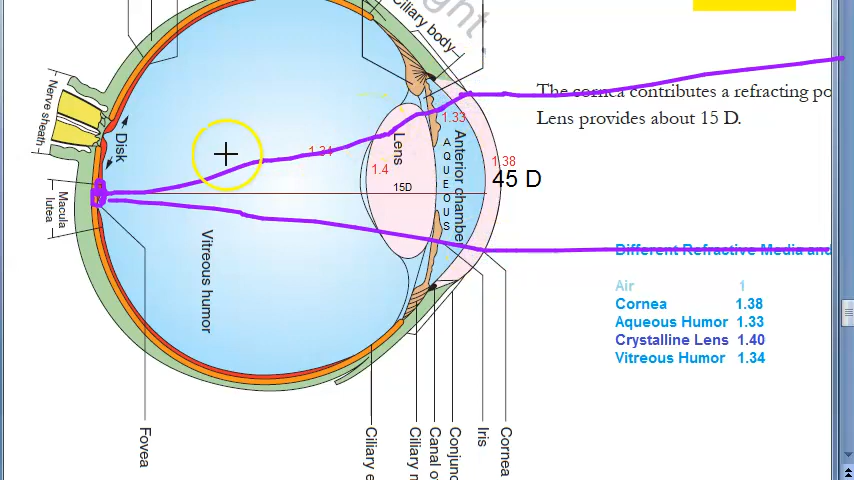 ght
Ciliary body
Nerve sheath
Disk
Macula
lutea
Vitreous humor
Fovea
1.34
1.4
Lens
15D
1.33
AQUEOUS
Anterior chamber
1.38
45 D
The cornea contributes a refracting po
Lens provides about 15 D.
Different Refractive Media and
Air 1
Cornea 1.38
Aqueous Humor 1.33
Crystalline Lens 1.40
Vitreous Humor 1.34
Ciliary
Ciliary
Canal of
Iris
Cornea